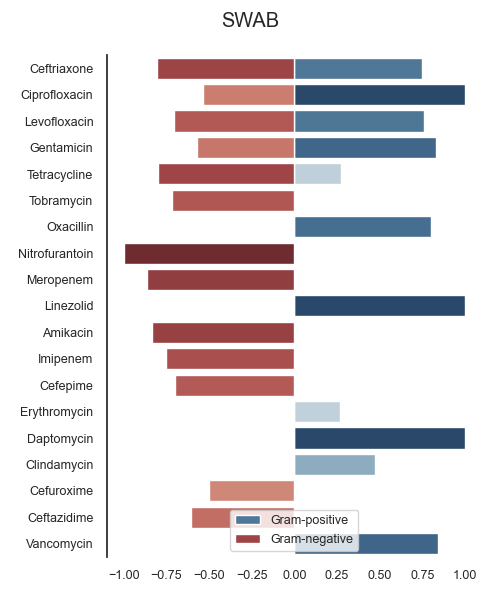 SWAB
Ceftriaxone
Ciprofloxacin
Levofloxacin
Gentamicin
Tetracycline
Tobramycin
Oxacillin
Nitrofurantoin
Meropenem
Linezolid
Amikacin
Imipenem
Cefepime
Erythromycin
Daptomycin
Clindamycin
Cefuroxime
Ceftazidime
Vancomycin
Gram-positive
Gram-negative
−1.00 −0.75 −0.50 −0.25 0.00 0.25 0.50 0.75 1.00